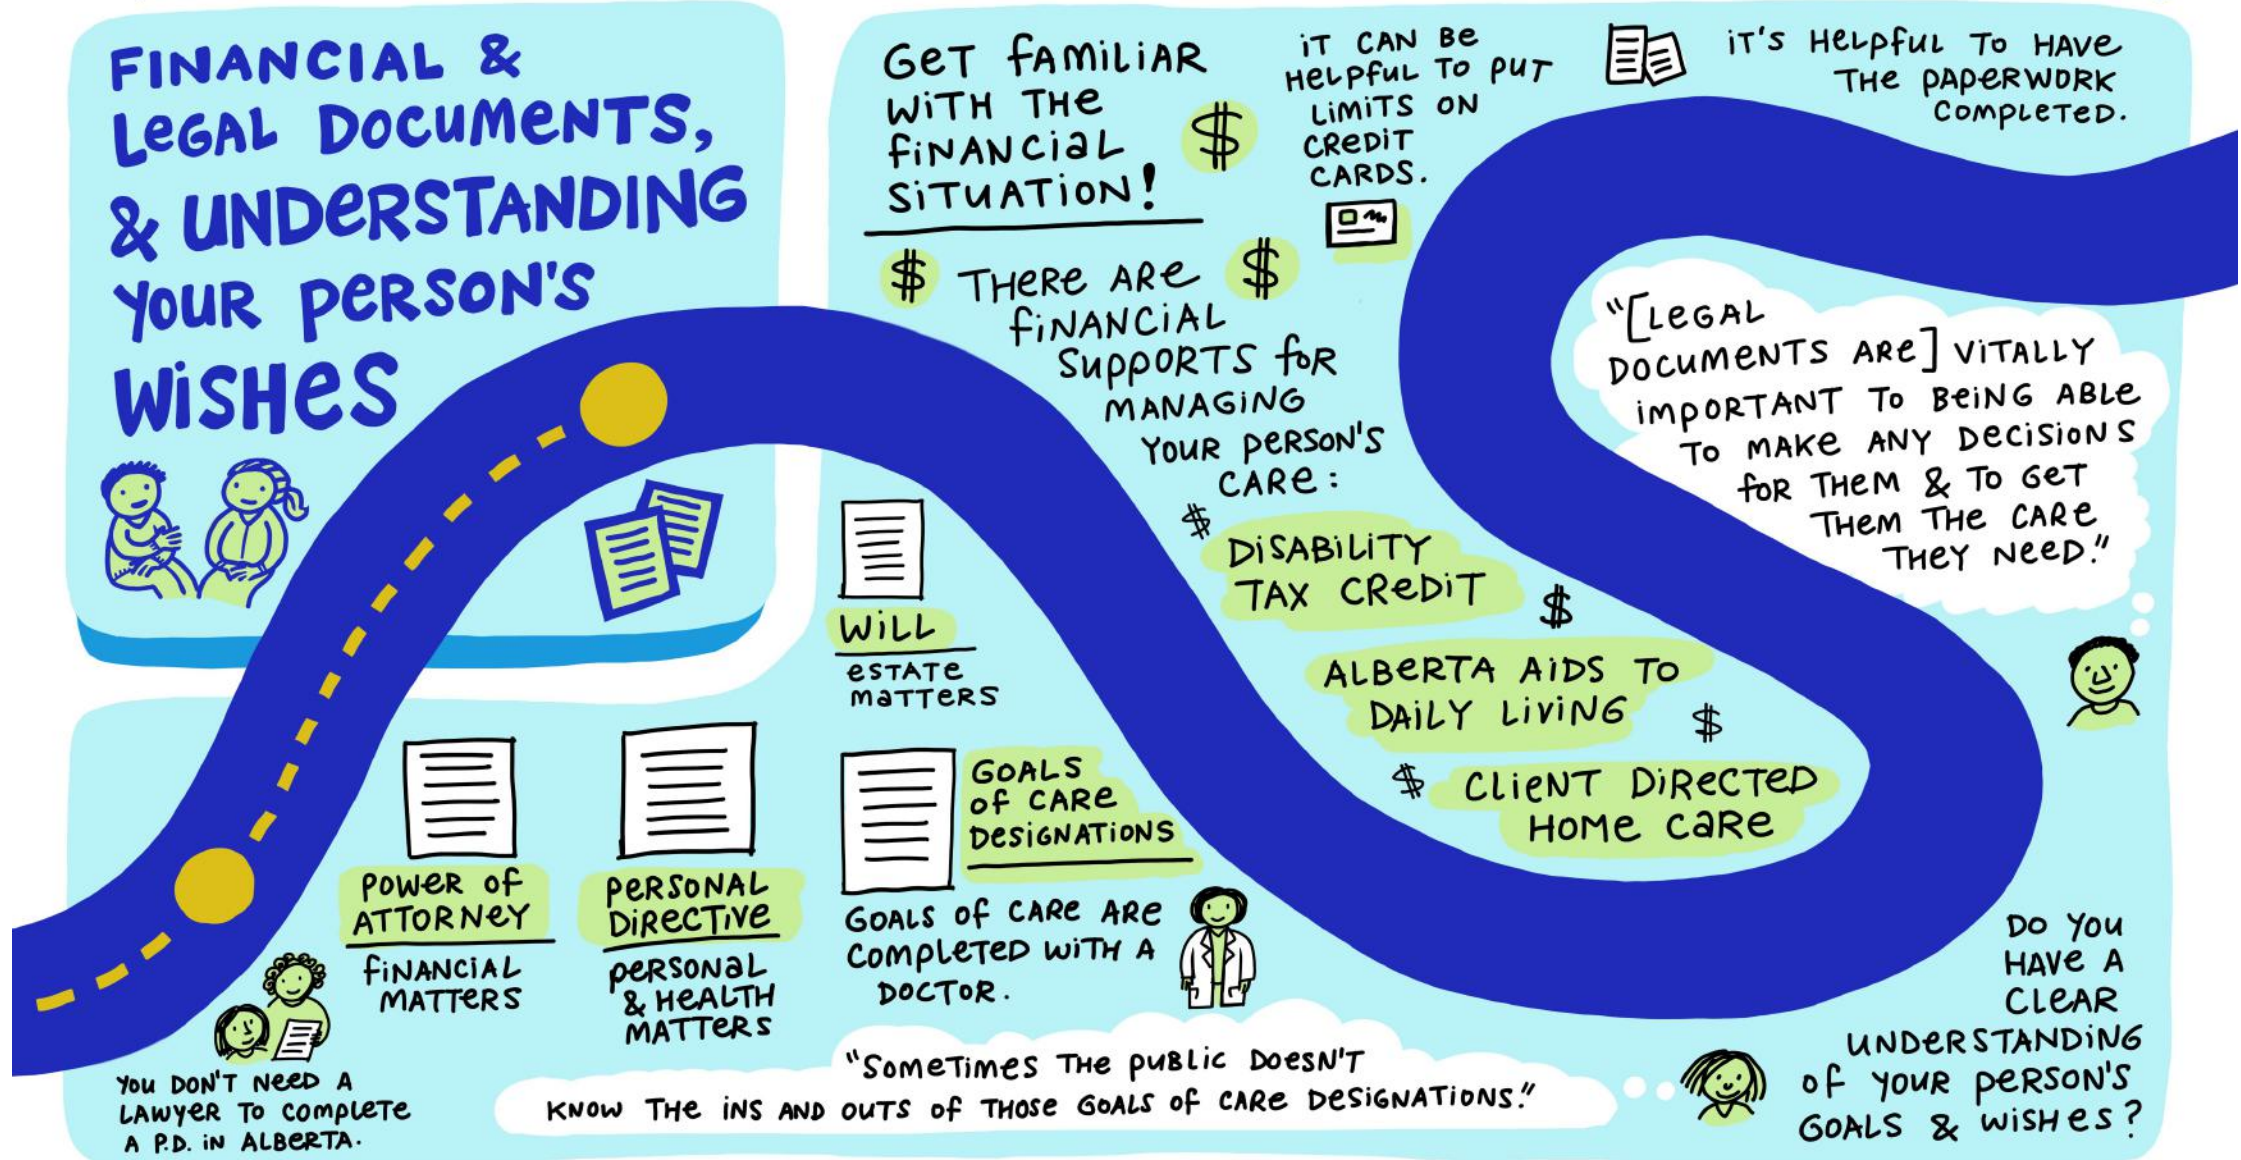 FINANCIAL &
LEGAL DOCUMENTS,
& UNDERSTANDING
YOUR PERSON'S
WISHES
GET FAMILIAR
WITH THE
FINANCIAL
SITUATION!
$
IT CAN BE
HELPFUL TO PUT
LIMITS ON
CREDIT
CARDS.
IT'S HELPFUL TO HAVE
THE PAPERWORK
COMPLETED.
$ THERE ARE $
FINANCIAL
SUPPORTS FOR
MANAGING
YOUR PERSON'S
CARE:
$
DISABILITY
TAX CREDIT
$
ALBERTA AIDS TO
DAILY LIVING
$
$ CLIENT DIRECTED
HOME CARE
"[LEGAL
DOCUMENTS ARE] VITALLY
IMPORTANT TO BEING ABLE
TO MAKE ANY DECISIONS
FOR THEM & TO GET
THEM THE CARE
THEY NEED."
WILL
ESTATE
MATTERS
POWER OF
ATTORNEY
FINANCIAL
MATTERS
PERSONAL
DIRECTIVE
PERSONAL
& HEALTH
MATTERS
GOALS
OF CARE
DESIGNATIONS
GOALS OF CARE ARE
COMPLETED WITH A
DOCTOR.
YOU DON'T NEED A
LAWYER TO COMPLETE
A P.D. IN ALBERTA.
"SOMETIMES THE PUBLIC DOESN'T
KNOW THE INS AND OUTS OF THOSE GOALS OF CARE DESIGNATIONS."
DO YOU
HAVE A
CLEAR
UNDERSTANDING
OF YOUR PERSON'S
GOALS & WISHES?